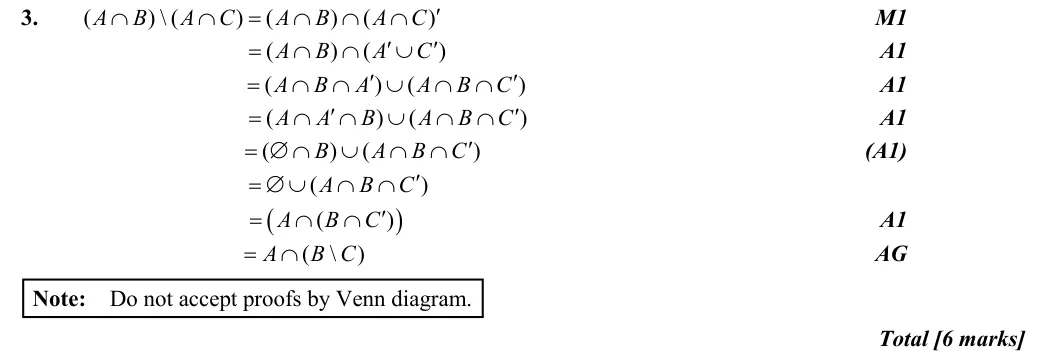 3. (A∩B)\(A∩C)=(A∩B)∩(A∩C)′ M1
=(A∩B)∩(A′∪C′) A1
=(A∩B∩A′)∪(A∩B∩C′) A1
=(A∩A′∩B)∪(A∩B∩C′) A1
=(∅∩B)∪(A∩B∩C′) (A1)
=∅∪(A∩B∩C′)
=(A∩(B∩C′)) A1
= A∩(B\C) AG
Note: Do not accept proofs by Venn diagram.
Total [6 marks]